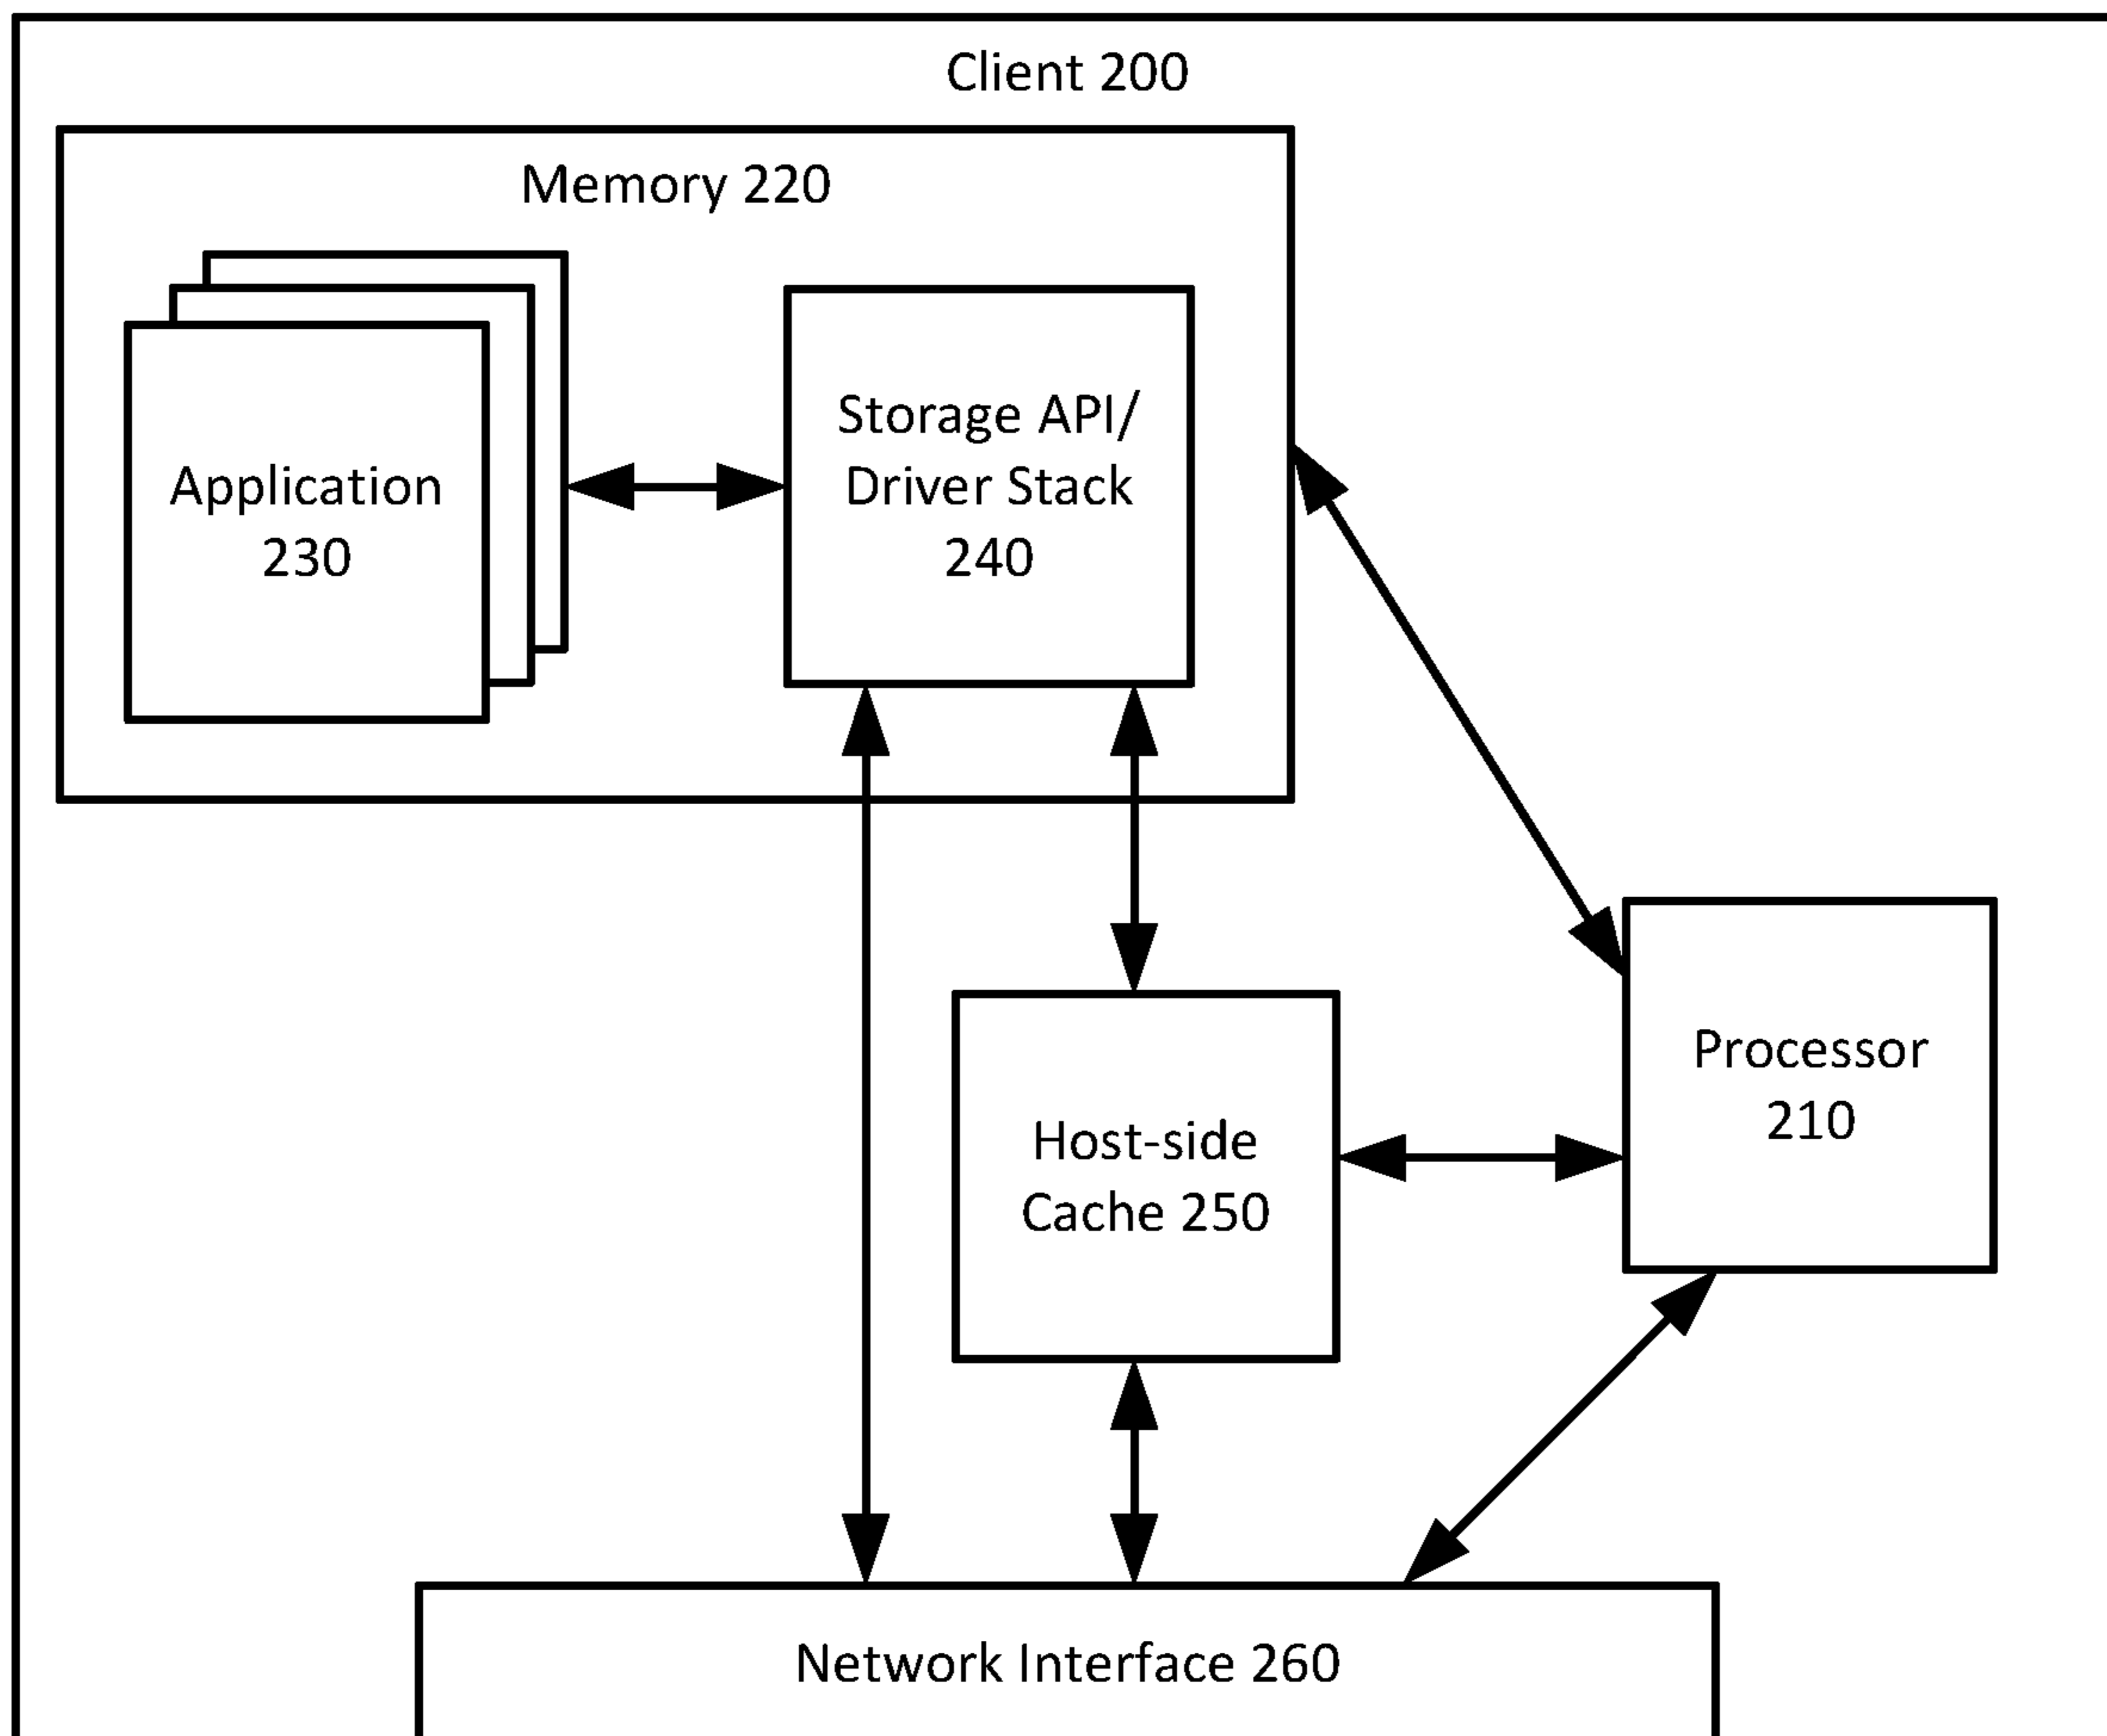 Client 200
Memory 220
Application
230
Storage API/
Driver Stack
240
Processor
210
Host-side
Cache 250
Network Interface 260